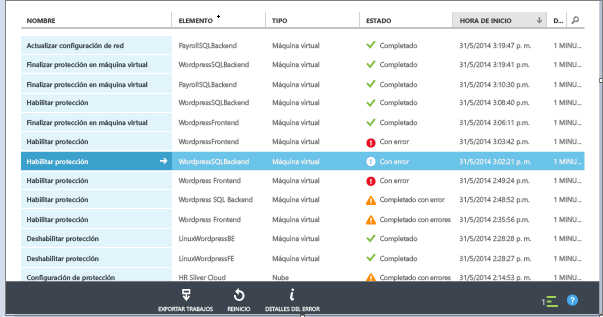 NOMBRE ELEMENTO TIPO ESTADO HORA DE INICIO D...
Actualizar configuración de red PayrollSQLBackend Máquina virtual Completado 31/5/2014 3:19:47 p. m. 1 MINU...
Finalizar protección en máquina virtual WordpressSQLBackend Máquina virtual Completado 31/5/2014 3:19:41 p. m. 1 MINU...
Finalizar protección en máquina virtual PayrollSQLBackend Máquina virtual Completado 31/5/2014 3:10:30 p. m. 1 MINU...
Habilitar protección WordpressSQLBackend Máquina virtual Completado 31/5/2014 3:08:40 p. m. 1 MINU...
Finalizar protección en máquina virtual WordpressFrontend Máquina virtual Completado 31/5/2014 3:06:11 p. m. 1 MINU...
Habilitar protección WordpressFrontend Máquina virtual Con error 31/5/2014 3:03:42 p. m. 1 MINU...
Habilitar protección WordpressSQLBackend Máquina virtual Con error 31/5/2014 3:02:21 p. m. 1 MINU...
Habilitar protección Wordpress Frontend Máquina virtual Con error 31/5/2014 2:49:24 p. m. 1 MINU...
Habilitar protección Wordpress SQL Backend Máquina virtual Completado con error 31/5/2014 2:48:52 p. m. 1 MINU...
Habilitar protección Wordpress Frontend Máquina virtual Completado con errores 31/5/2014 2:35:56 p. m. 1 MINU...
Deshabilitar protección LinuxWordpressBE Máquina virtual Completado 31/5/2014 2:28:28 p. m. 1 MINU...
Deshabilitar protección LinuxWordpressFE Máquina virtual Completado 31/5/2014 2:28:27 p. m. 1 MINU...
Configuración de protección HR Silver Cloud Nube Completado con errores 31/5/2014 2:14:53 p. m. 1 MINU...
EXPORTAR TRABAJOS REINICIO DETALLES DEL ERROR 1 ?